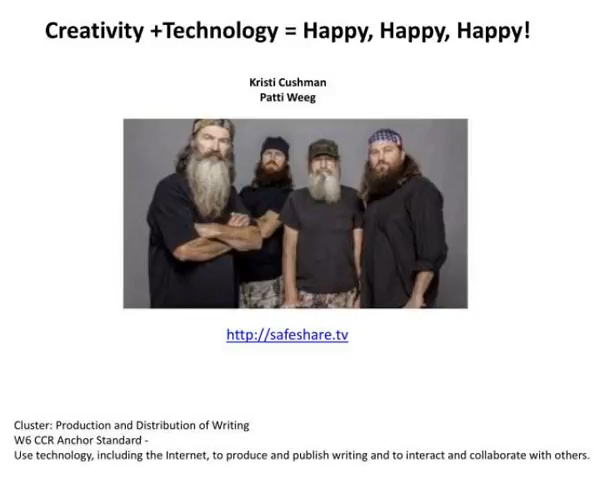 Creativity +Technology = Happy, Happy, Happy!
Kristi Cushman
Patti Weeg
http://safeshare.tv
Cluster: Production and Distribution of Writing
W6 CCR Anchor Standard -
Use technology, including the Internet, to produce and publish writing and to interact and collaborate with others.